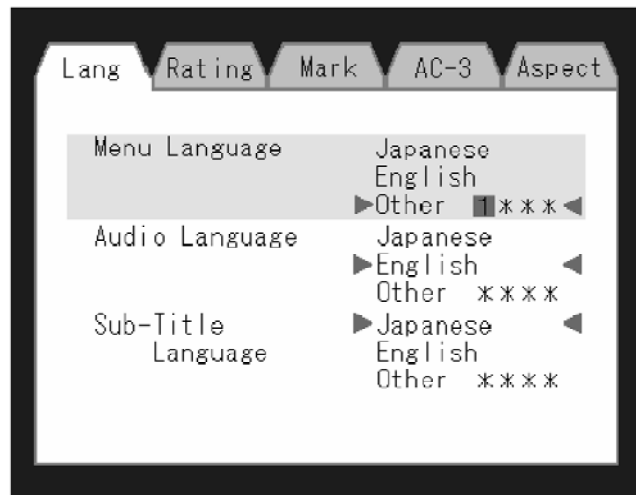 Lang Rating Mark AC-3 Aspect
Menu Language Japanese
English
▶Other 1***◀
Audio Language Japanese
▶English ◀
Other ****
Sub-Title ▶Japanese ◀
Language English
Other ****